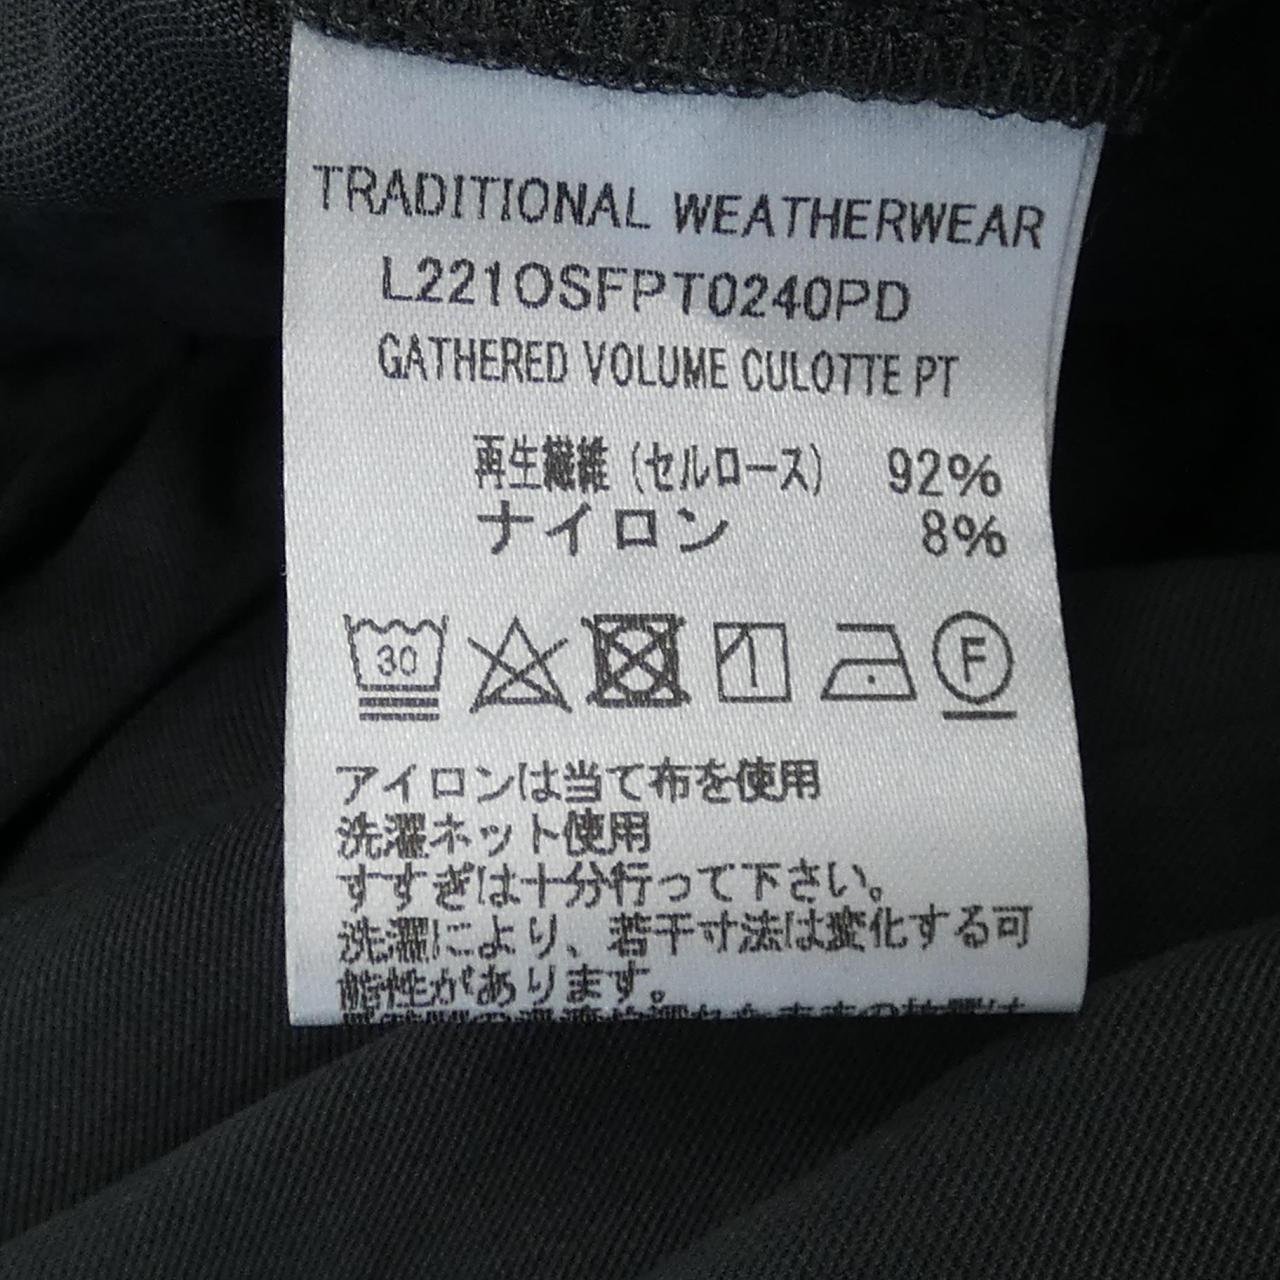 TRADITIONAL WEATHERWEAR
L221OSFPT0240PD
GATHERED VOLUME CULOTTE PT
再生繊維 (セルロース) 92%
ナイロン 8%
30
F
アイロンは当て布を使用
洗濯ネット使用
すすぎは十分行って下さい。
洗濯により、若干寸法は変化する可
能性があります。